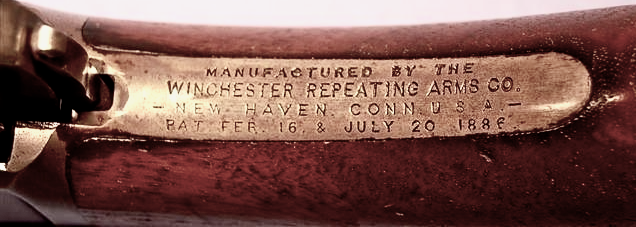 MANUFACTURED BY THE
WINCHESTER REPEATING ARMS CO.
– NEW HAVEN. CONN. U.S.A. –
PAT. FEB. 16. & JULY 20. 1886